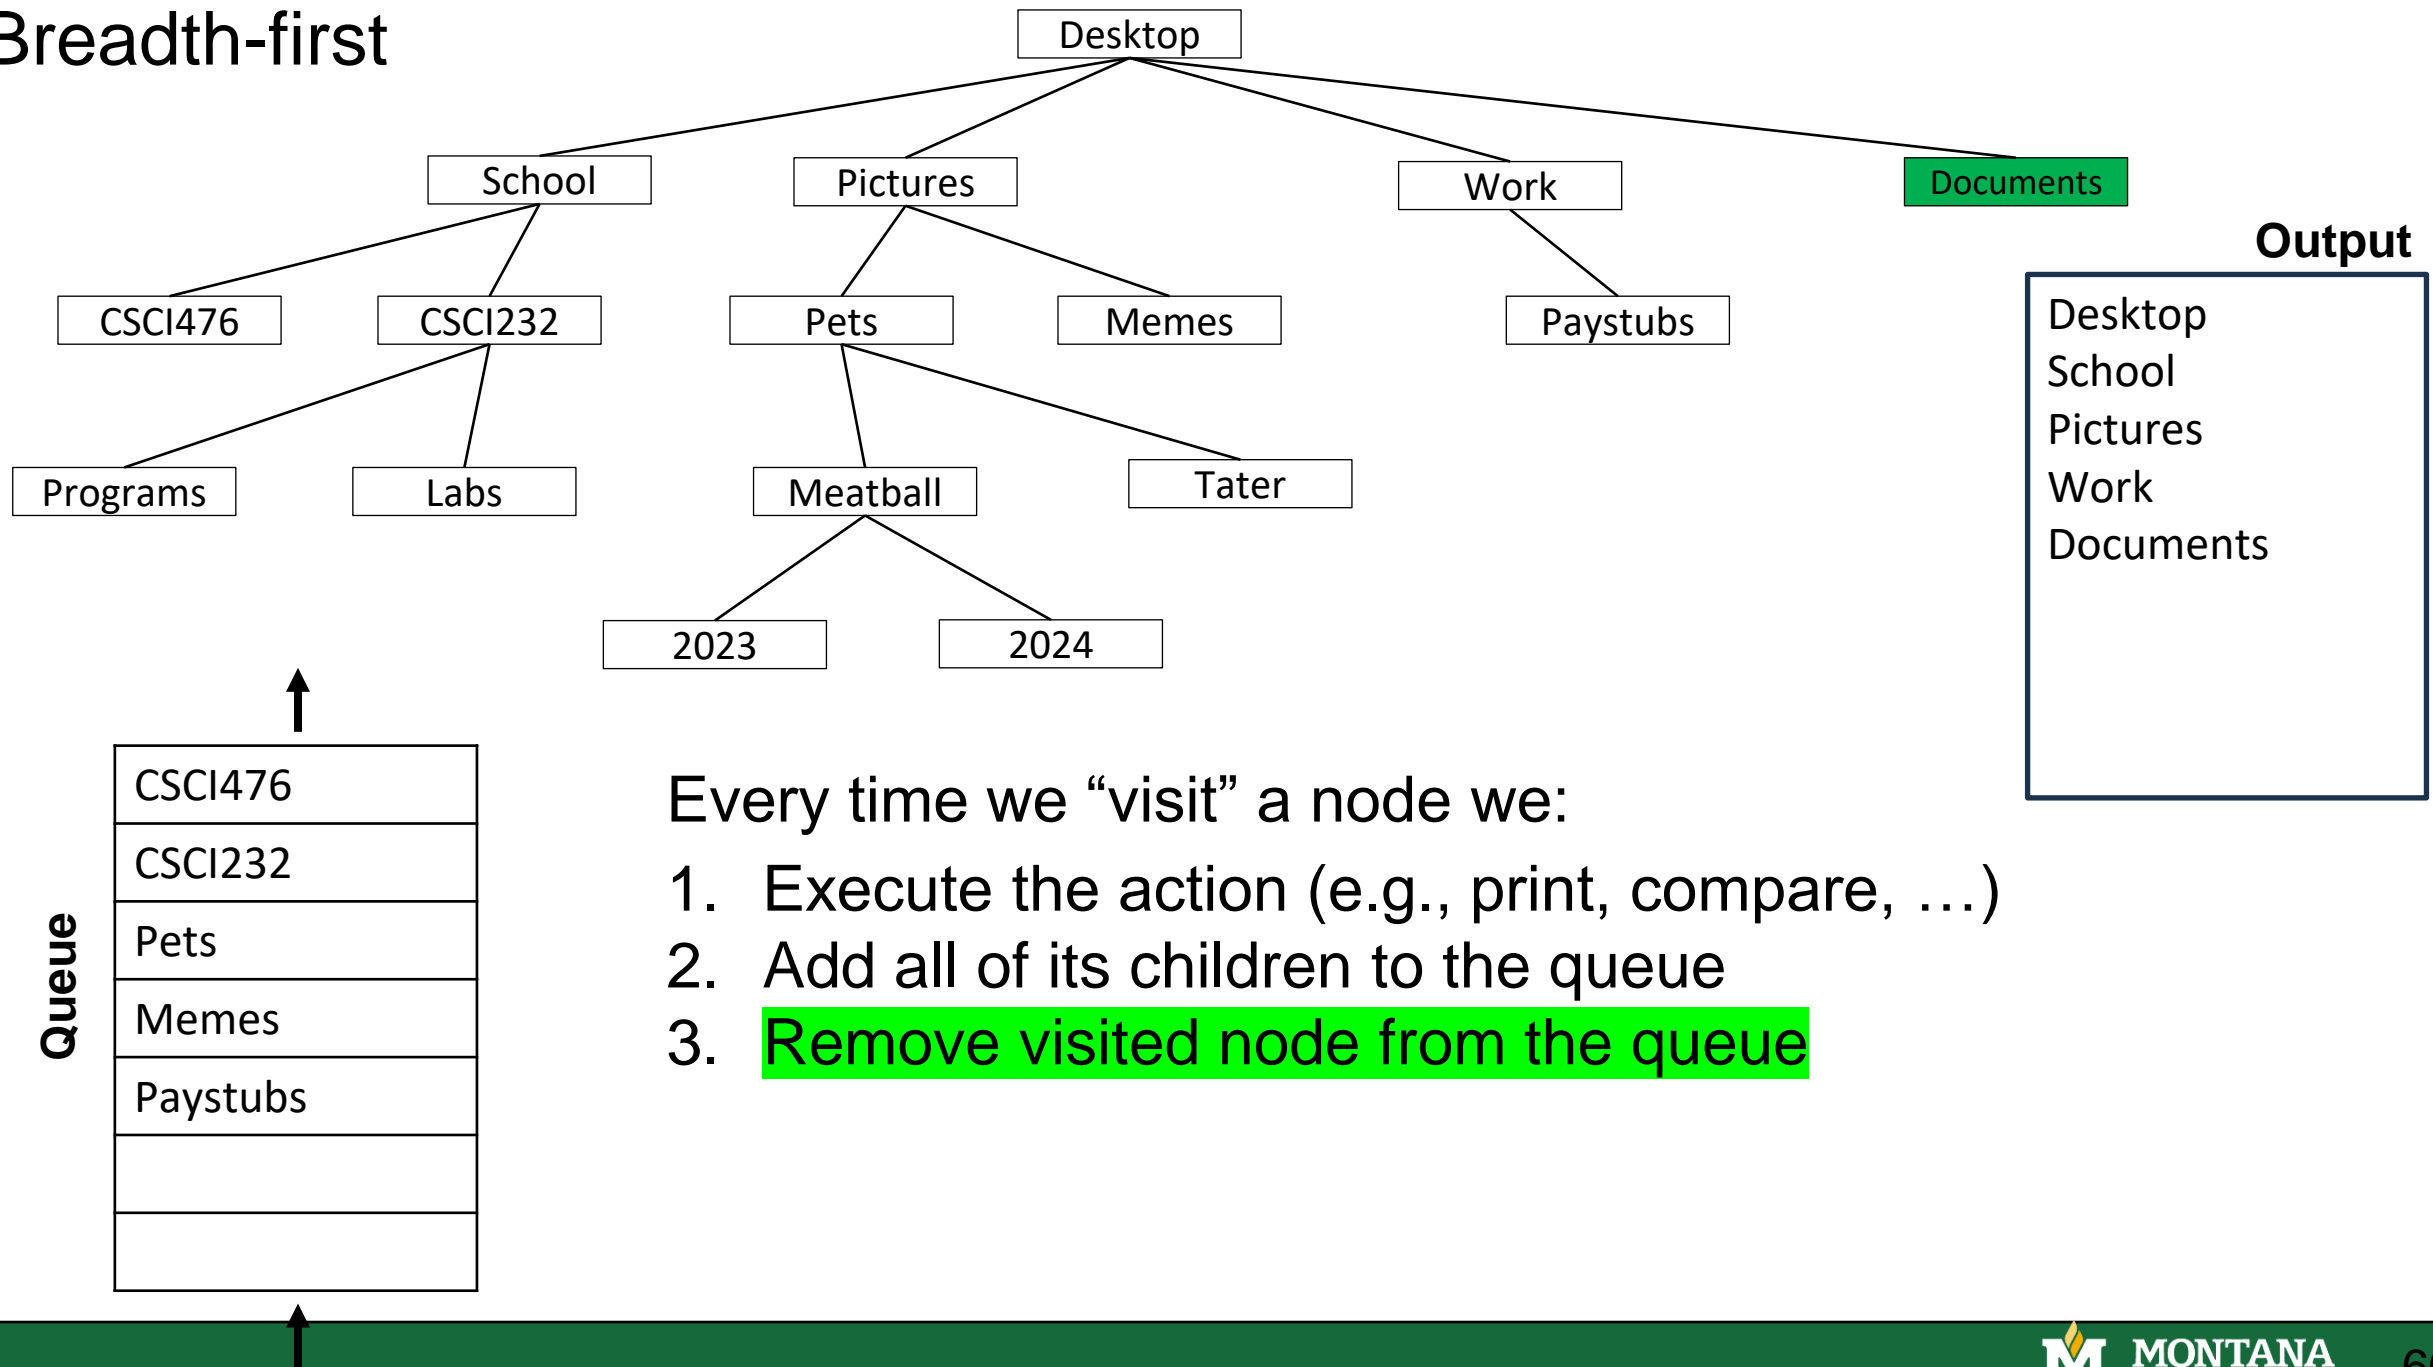 Breadth-first
Desktop
School
Pictures
Work
Documents
CSCI476
CSCI232
Pets
Memes
Paystubs
Programs
Labs
Meatball
Tater
2023
2024
Output
Desktop
School
Pictures
Work
Documents
Queue
CSCI476
CSCI232
Pets
Memes
Paystubs
Every time we “visit” a node we:
1. Execute the action (e.g., print, compare, …)
2. Add all of its children to the queue
3. Remove visited node from the queue
M MONTANA